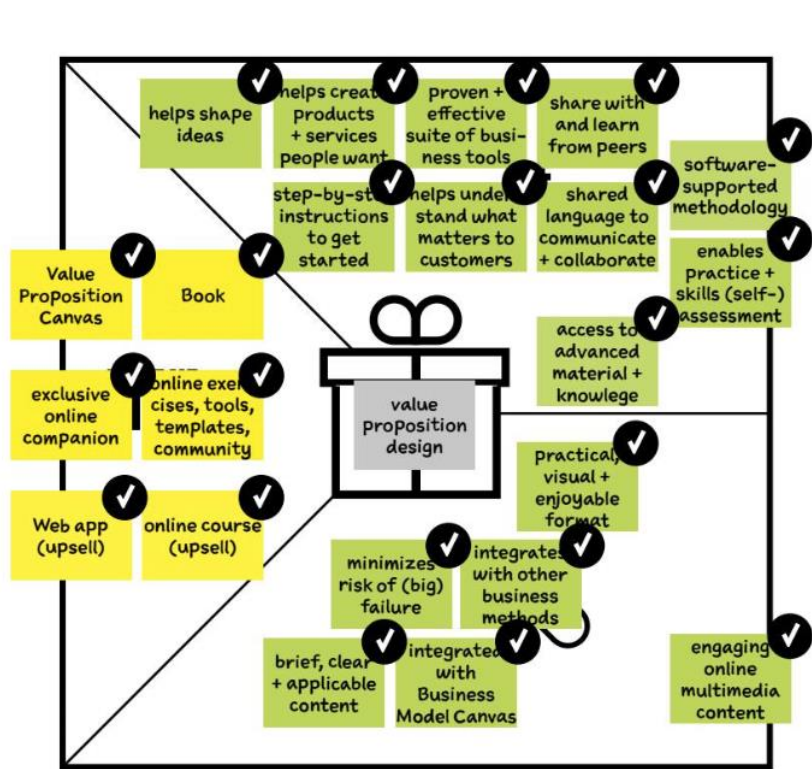 helps shape
ideas
helps create
products
+ services
people want
proven +
effective
suite of busi-
ness tools
share with
and learn
from peers
software-
supported
methodology
step-by-step
instructions
to get
started
helps under-
stand what
matters to
customers
shared
language to
communicate
+ collaborate
enables
practice +
skills (self-)
assessment
access to
advanced
material +
knowlege
Value
Proposition
Canvas
Book
exclusive
online
companion
online exer-
cises, tools,
templates,
community
Web app
(upsell)
online course
(upsell)
value
proposition
design
practical,
visual +
enjoyable
format
minimizes
risk of (big)
failure
integrates
with other
business
methods
brief, clear
+ applicable
content
integrated
with
Business
Model Canvas
engaging
online
multimedia
content